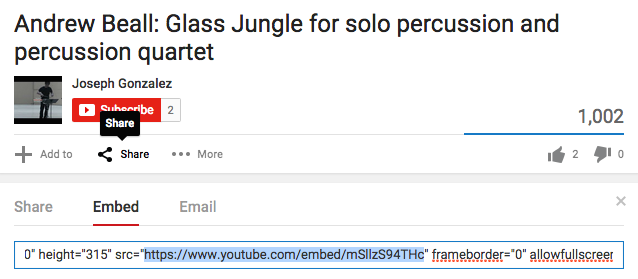 Andrew Beall: Glass Jungle for solo percussion and
percussion quartet
Joseph Gonzalez
Subscribe 2
Share
1,002
Add to Share More 2 0
Share Embed Email
0" height="315" src="https://www.youtube.com/embed/mSllzS94THc" frameborder="0" allowfullscreen